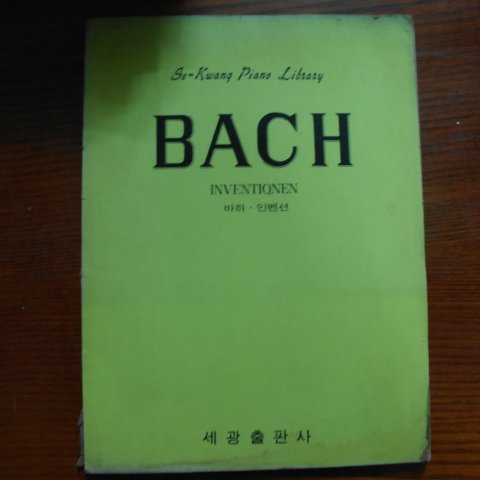 Se-Kwang Piano Library
BACH
INVENTIONEN
바하 · 인벤션
세광출판사